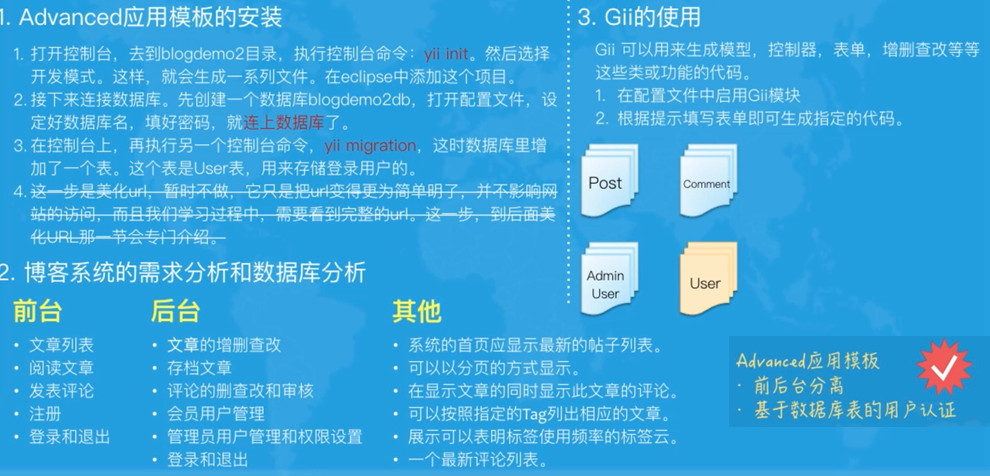 1. Advanced应用模板的安装
1. 打开控制台，去到blogdemo2目录，执行控制台命令：yii init。然后选择
开发模式。这样，就会生成一系列文件。在eclipse中添加这个项目。
2. 接下来连接数据库。先创建一个数据库blogdemo2db，打开配置文件，设
定好数据库名，填好密码，就连上数据库了。
3. 在控制台上，再执行另一个控制台命令，yii migration，这时数据库里增
加了一个表。这个表是User表，用来存储登录用户的。
4. 这一步是美化url，暂时不做，它只是把url变得更为简单明了，并不影响网
站的访问，而且我们学习过程中，需要看到完整的url。这一步，到后面美
化URL那一节会专门介绍。
2. 博客系统的需求分析和数据库分析
前台
• 文章列表
• 阅读文章
• 发表评论
• 注册
• 登录和退出
后台
• 文章的增删查改
• 存档文章
• 评论的删查改和审核
• 会员用户管理
• 管理员用户管理和权限设置
• 登录和退出
其他
• 系统的首页应显示最新的帖子列表。
• 可以以分页的方式显示。
• 在显示文章的同时显示此文章的评论。
• 可以按照指定的Tag列出相应的文章。
• 展示可以表明标签使用频率的标签云。
• 一个最新评论列表。
3. Gii的使用
Gii 可以用来生成模型，控制器，表单，增删查改等等
这些类或功能的代码。
1. 在配置文件中启用Gii模块
2. 根据提示填写表单即可生成指定的代码。
Post
Comment
Admin
User
User
Advanced应用模板
· 前后台分离
· 基于数据库表的用户认证